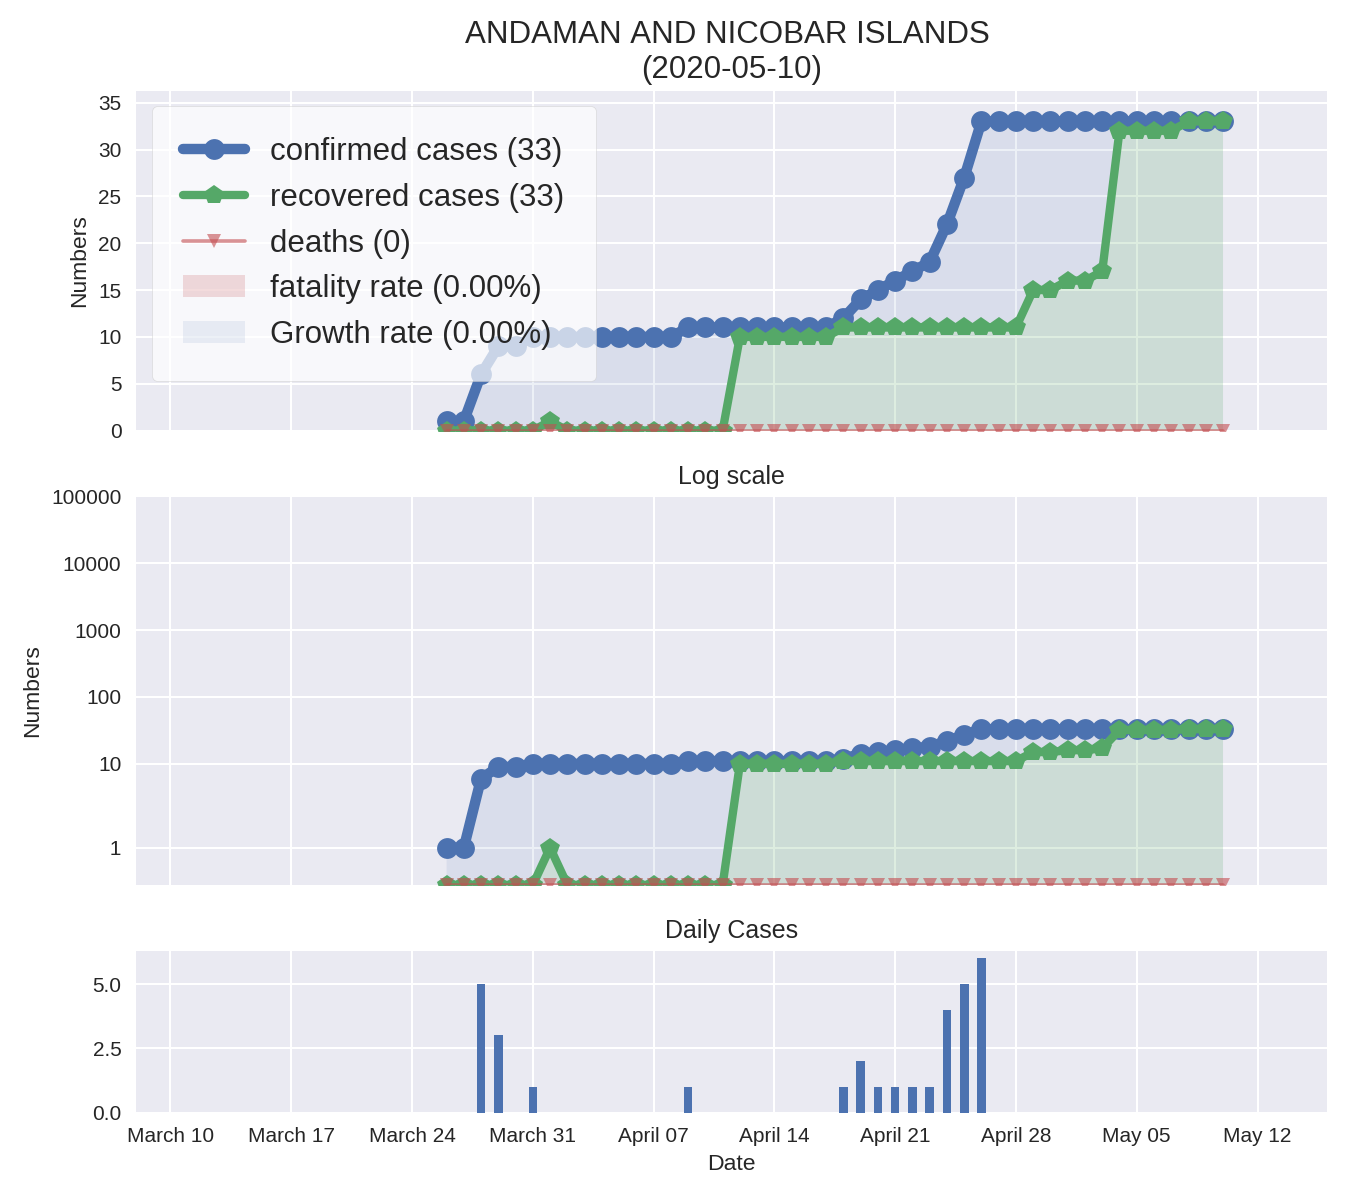 ANDAMAN AND NICOBAR ISLANDS
(2020-05-10)
35
30
25
20
15
10
5
0
Numbers
confirmed cases (33)
recovered cases (33)
deaths (0)
fatality rate (0.00%)
Growth rate (0.00%)
Log scale
100000
10000
1000
100
10
1
Numbers
Daily Cases
5.0
2.5
0.0
March 10 March 17 March 24 March 31 April 07 April 14 April 21 April 28 May 05 May 12
Date